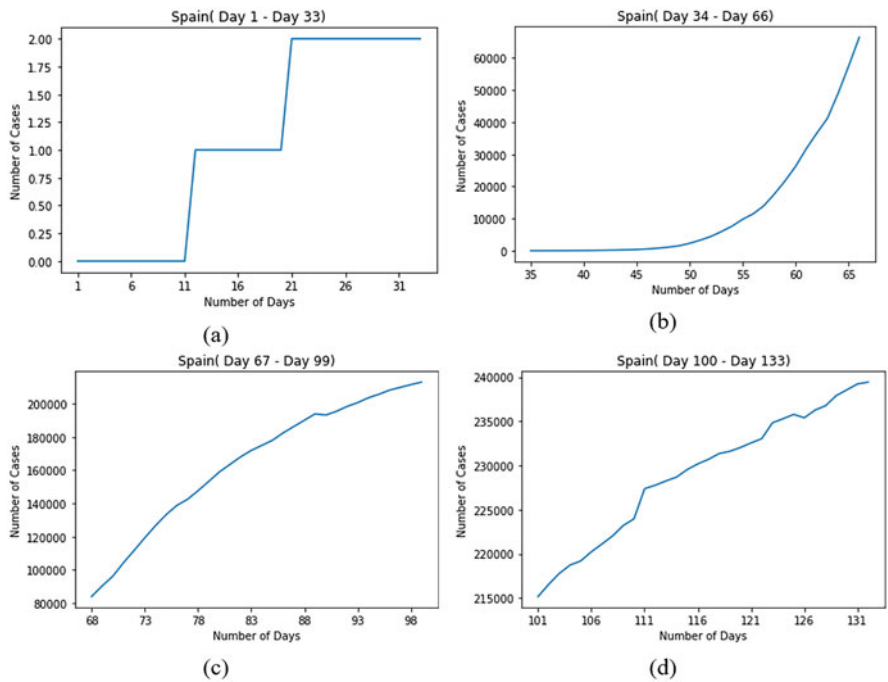 Spain( Day 1 - Day 33)
2.00
1.75
1.50
1.25
1.00
0.75
0.50
0.25
0.00
Number of Cases
1 6 11 16 21 26 31
Number of Days
(a)
Spain( Day 34 - Day 66)
60000
50000
40000
30000
20000
10000
0
Number of Cases
35 40 45 50 55 60 65
Number of Days
(b)
Spain( Day 67 - Day 99)
200000
180000
160000
140000
120000
100000
80000
Number of Cases
68 73 78 83 88 93 98
Number of Days
(c)
Spain( Day 100 - Day 133)
240000
235000
230000
225000
220000
215000
Number of Cases
101 106 111 116 121 126 131
Number of Days
(d)